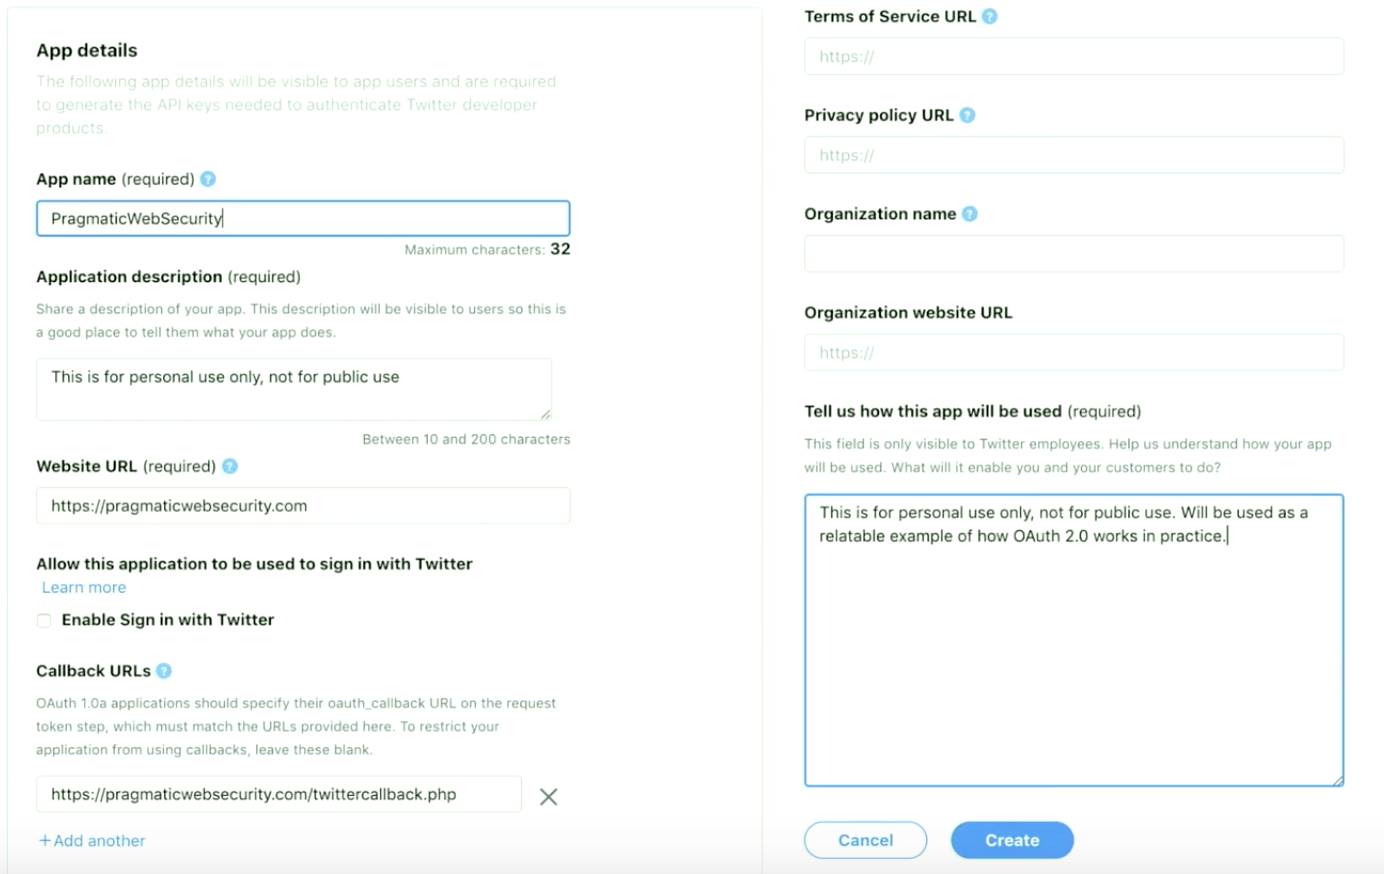 App details
The following app details will be visible to app users and are required
to generate the API keys needed to authenticate Twitter developer
products.
App name (required) ?
PragmaticWebSecurity
Maximum characters: 32
Application description (required)
Share a description of your app. This description will be visible to users so this is
a good place to tell them what your app does.
This is for personal use only, not for public use
Between 10 and 200 characters
Website URL (required) ?
https://pragmaticwebsecurity.com
Allow this application to be used to sign in with Twitter
Learn more
Enable Sign in with Twitter
Callback URLs ?
OAuth 1.0a applications should specify their oauth_callback URL on the request
token step, which must match the URLs provided here. To restrict your
application from using callbacks, leave these blank.
https://pragmaticwebsecurity.com/twittercallback.php
+ Add another
Terms of Service URL ?
https://
Privacy policy URL ?
https://
Organization name ?
Organization website URL
https://
Tell us how this app will be used (required)
This field is only visible to Twitter employees. Help us understand how your app
will be used. What will it enable you and your customers to do?
This is for personal use only, not for public use. Will be used as a
relatable example of how OAuth 2.0 works in practice.
Cancel
Create